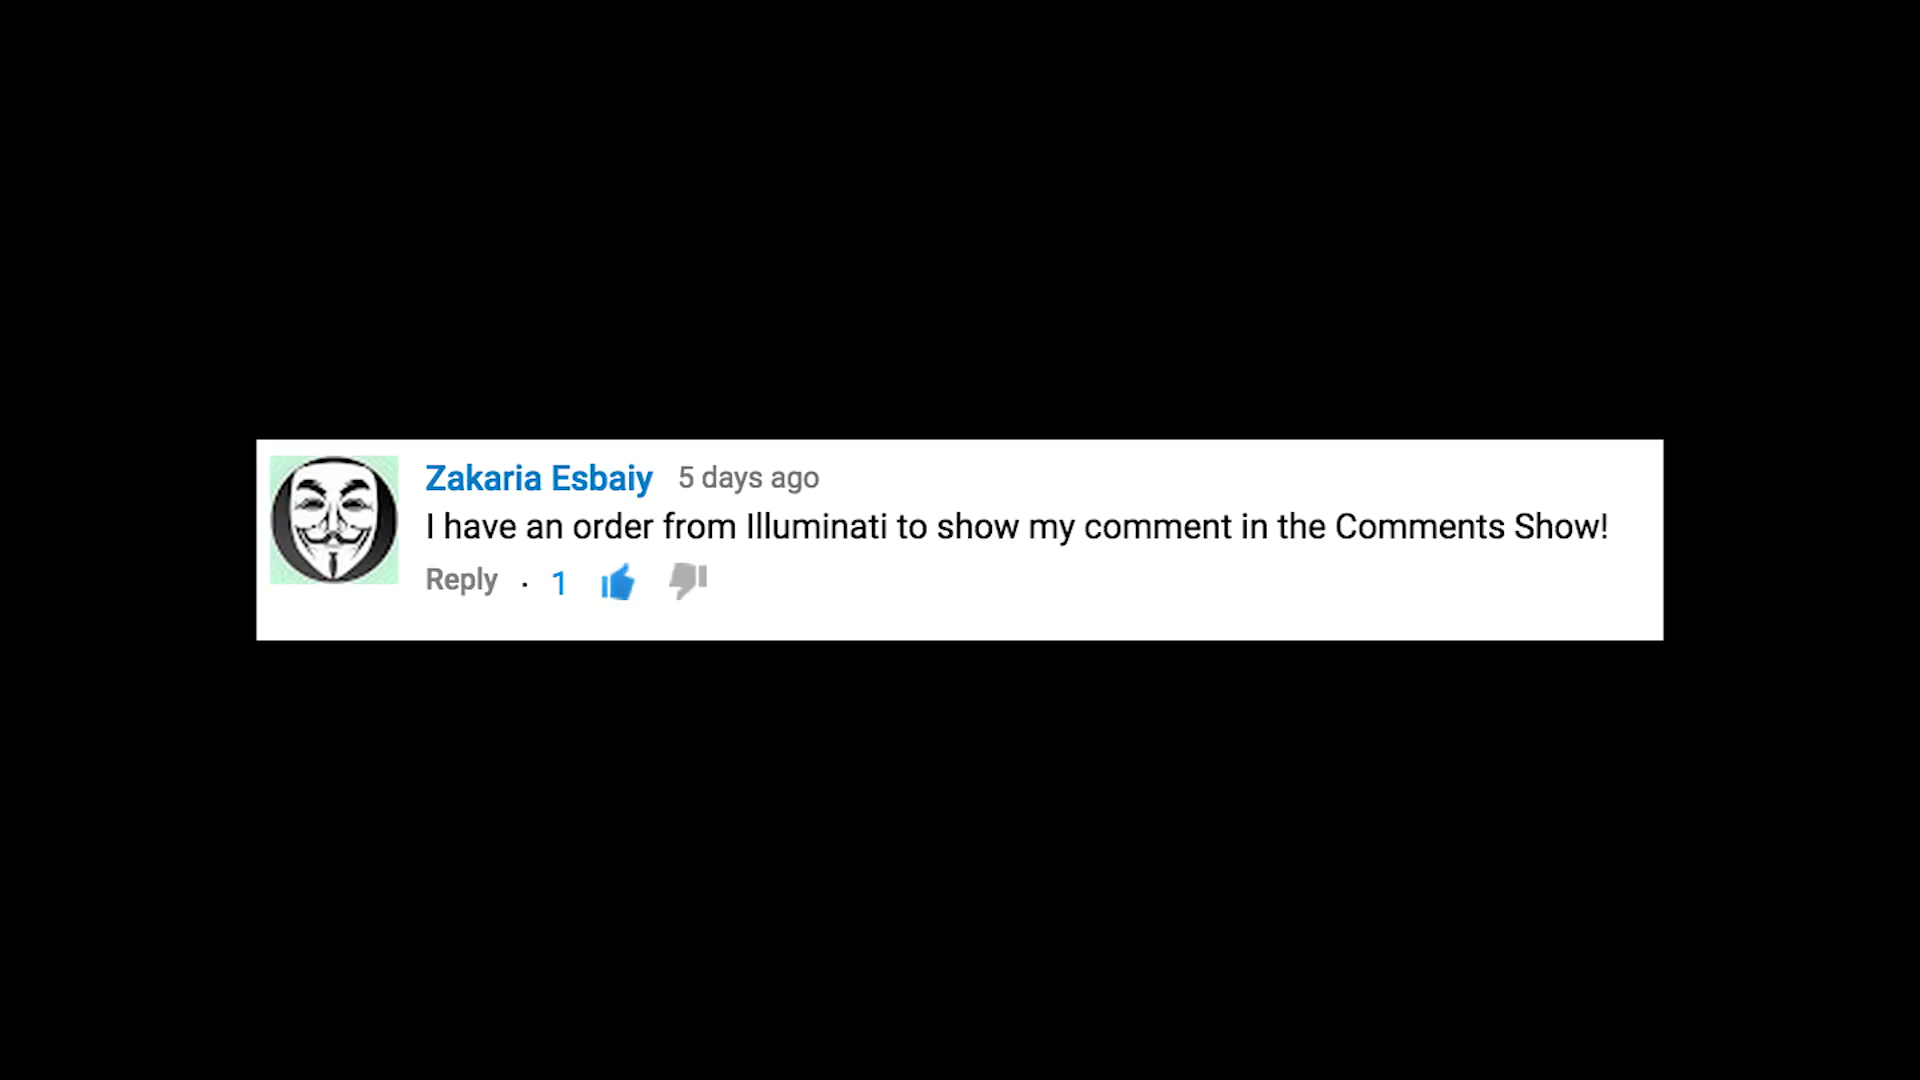 Zakaria Esbaiy 5 days ago
I have an order from Illuminati to show my comment in the Comments Show!
Reply · 1